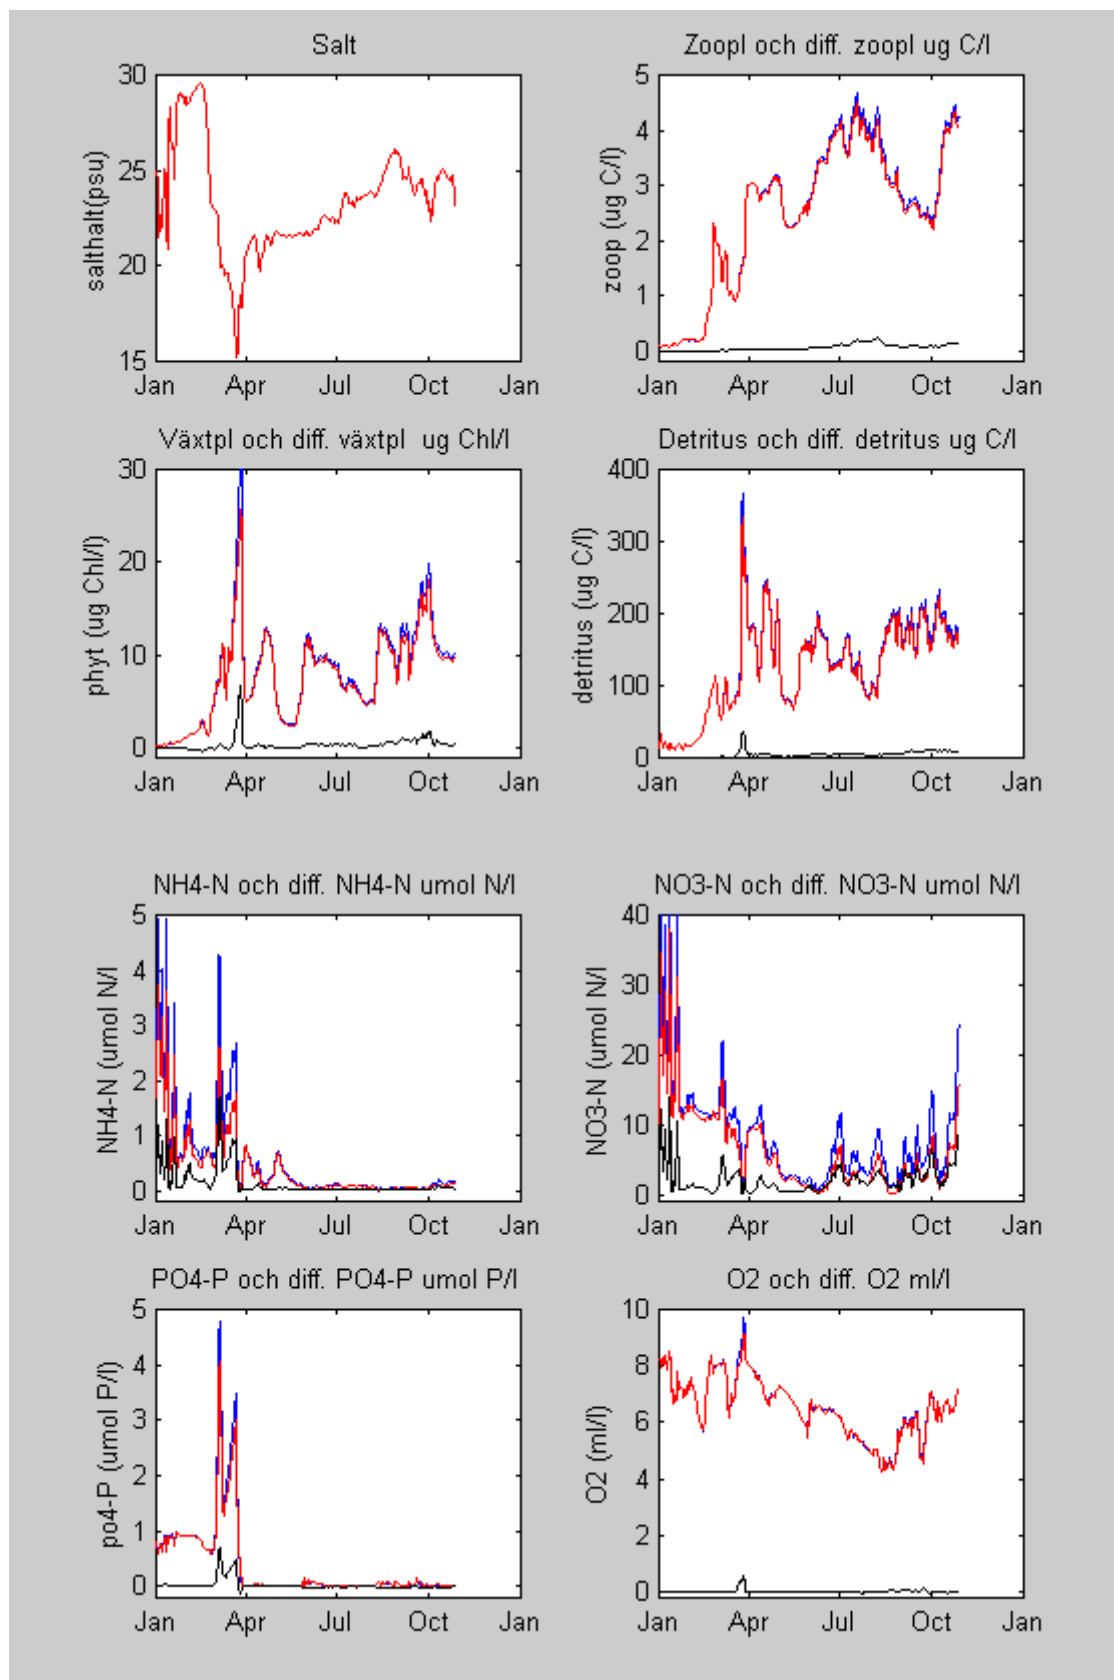 Salt
Zoopl och diff. zoopl ug C/l
30
25
20
15
salthalt(psu)
Jan Apr Jul Oct Jan
5
4
3
2
1
0
zoop (ug C/l)
Jan Apr Jul Oct Jan
Växtpl och diff. växtpl ug Chl/l
Detritus och diff. detritus ug C/l
30
20
10
0
phyt (ug Chl/l)
Jan Apr Jul Oct Jan
400
300
200
100
0
detritus (ug C/l)
Jan Apr Jul Oct Jan
NH4-N och diff. NH4-N umol N/l
NO3-N och diff. NO3-N umol N/l
5
4
3
2
1
0
NH4-N (umol N/l
Jan Apr Jul Oct Jan
40
30
20
10
0
NO3-N (umol N/l
Jan Apr Jul Oct Jan
PO4-P och diff. PO4-P umol P/l
O2 och diff. O2 ml/l
5
4
3
2
1
0
po4-P (umol P/l)
Jan Apr Jul Oct Jan
10
8
6
4
2
0
O2 (ml/l)
Jan Apr Jul Oct Jan